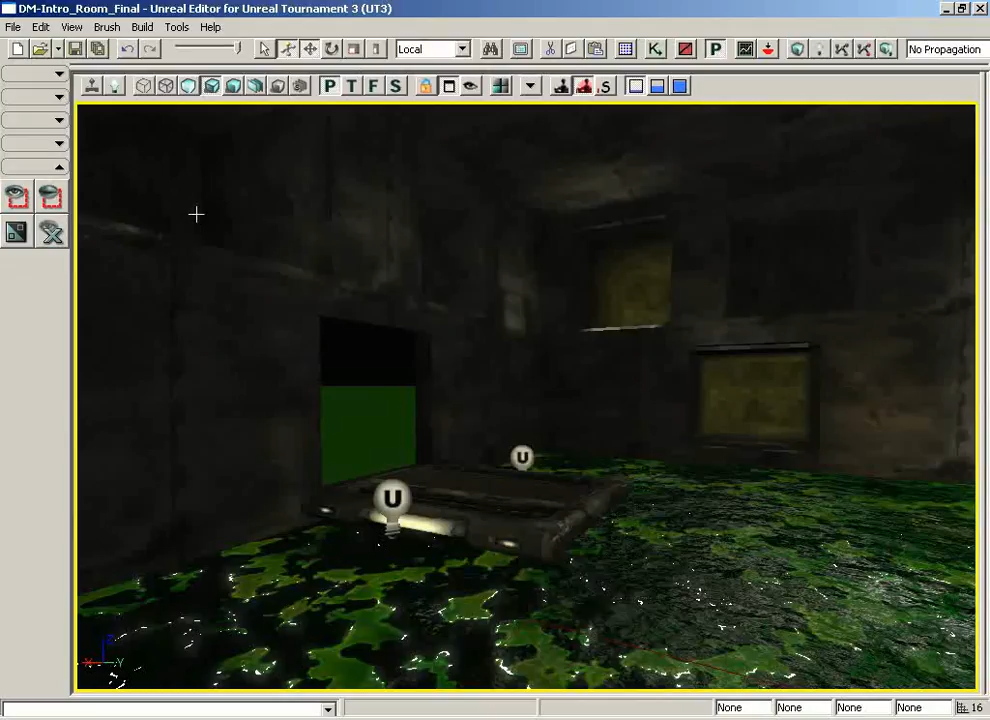 DM-Intro_Room_Final - Unreal Editor for Unreal Tournament 3 (UT3)
File Edit View Brush Build Tools Help
Local P No Propagation
P T F S S
U
U
Z
X Y
None None None None 16